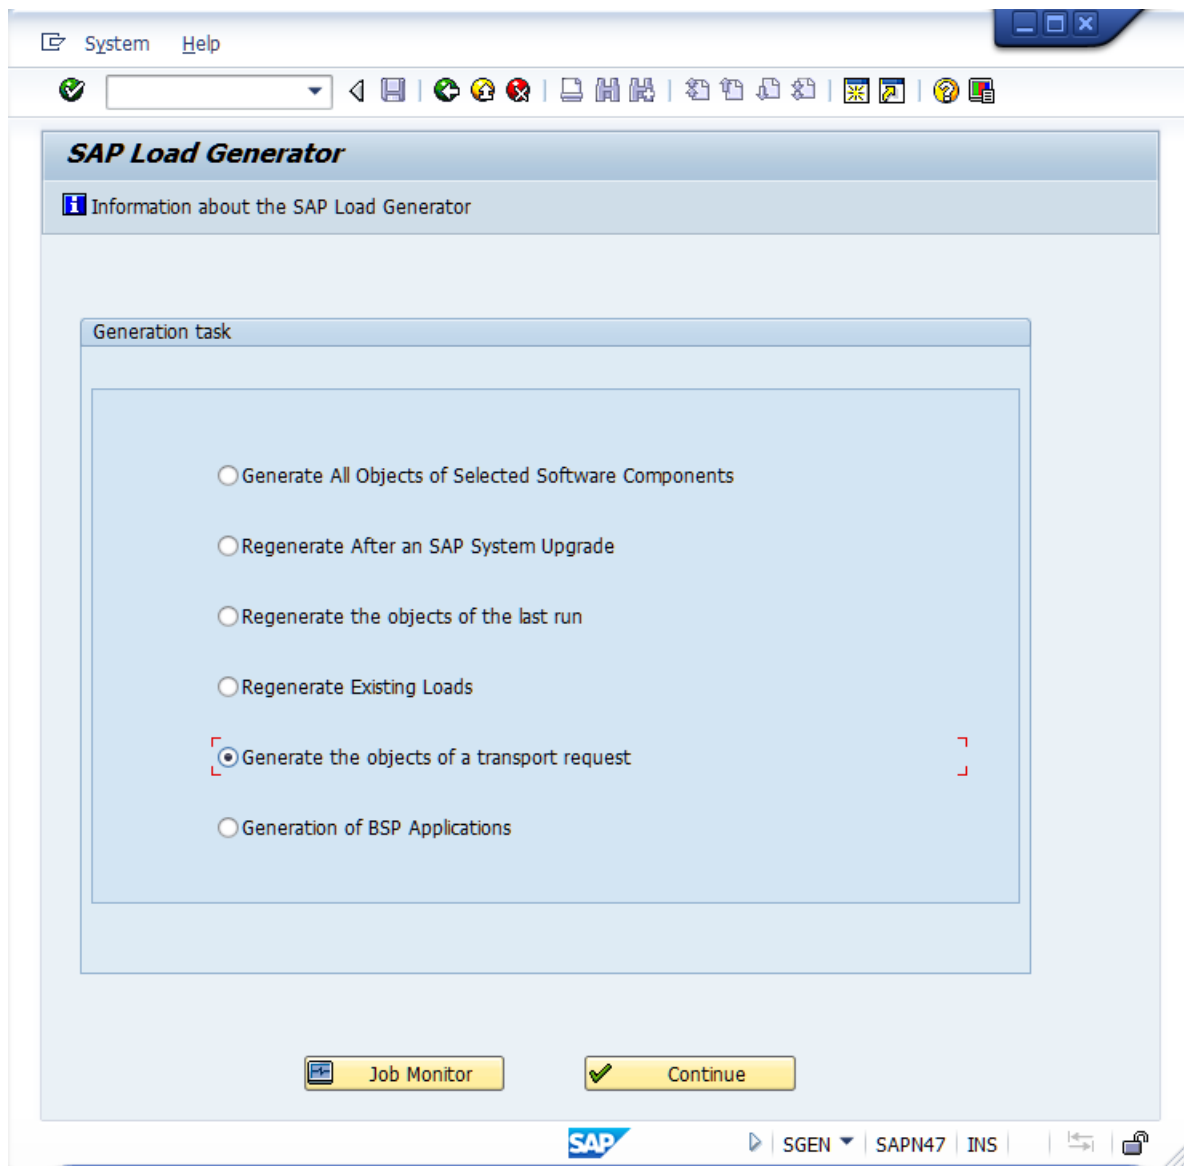 System Help
SAP Load Generator
Information about the SAP Load Generator
Generation task
Generate All Objects of Selected Software Components
Regenerate After an SAP System Upgrade
Regenerate the objects of the last run
Regenerate Existing Loads
Generate the objects of a transport request
Generation of BSP Applications
Job Monitor Continue
SAP SGEN SAPN47 INS